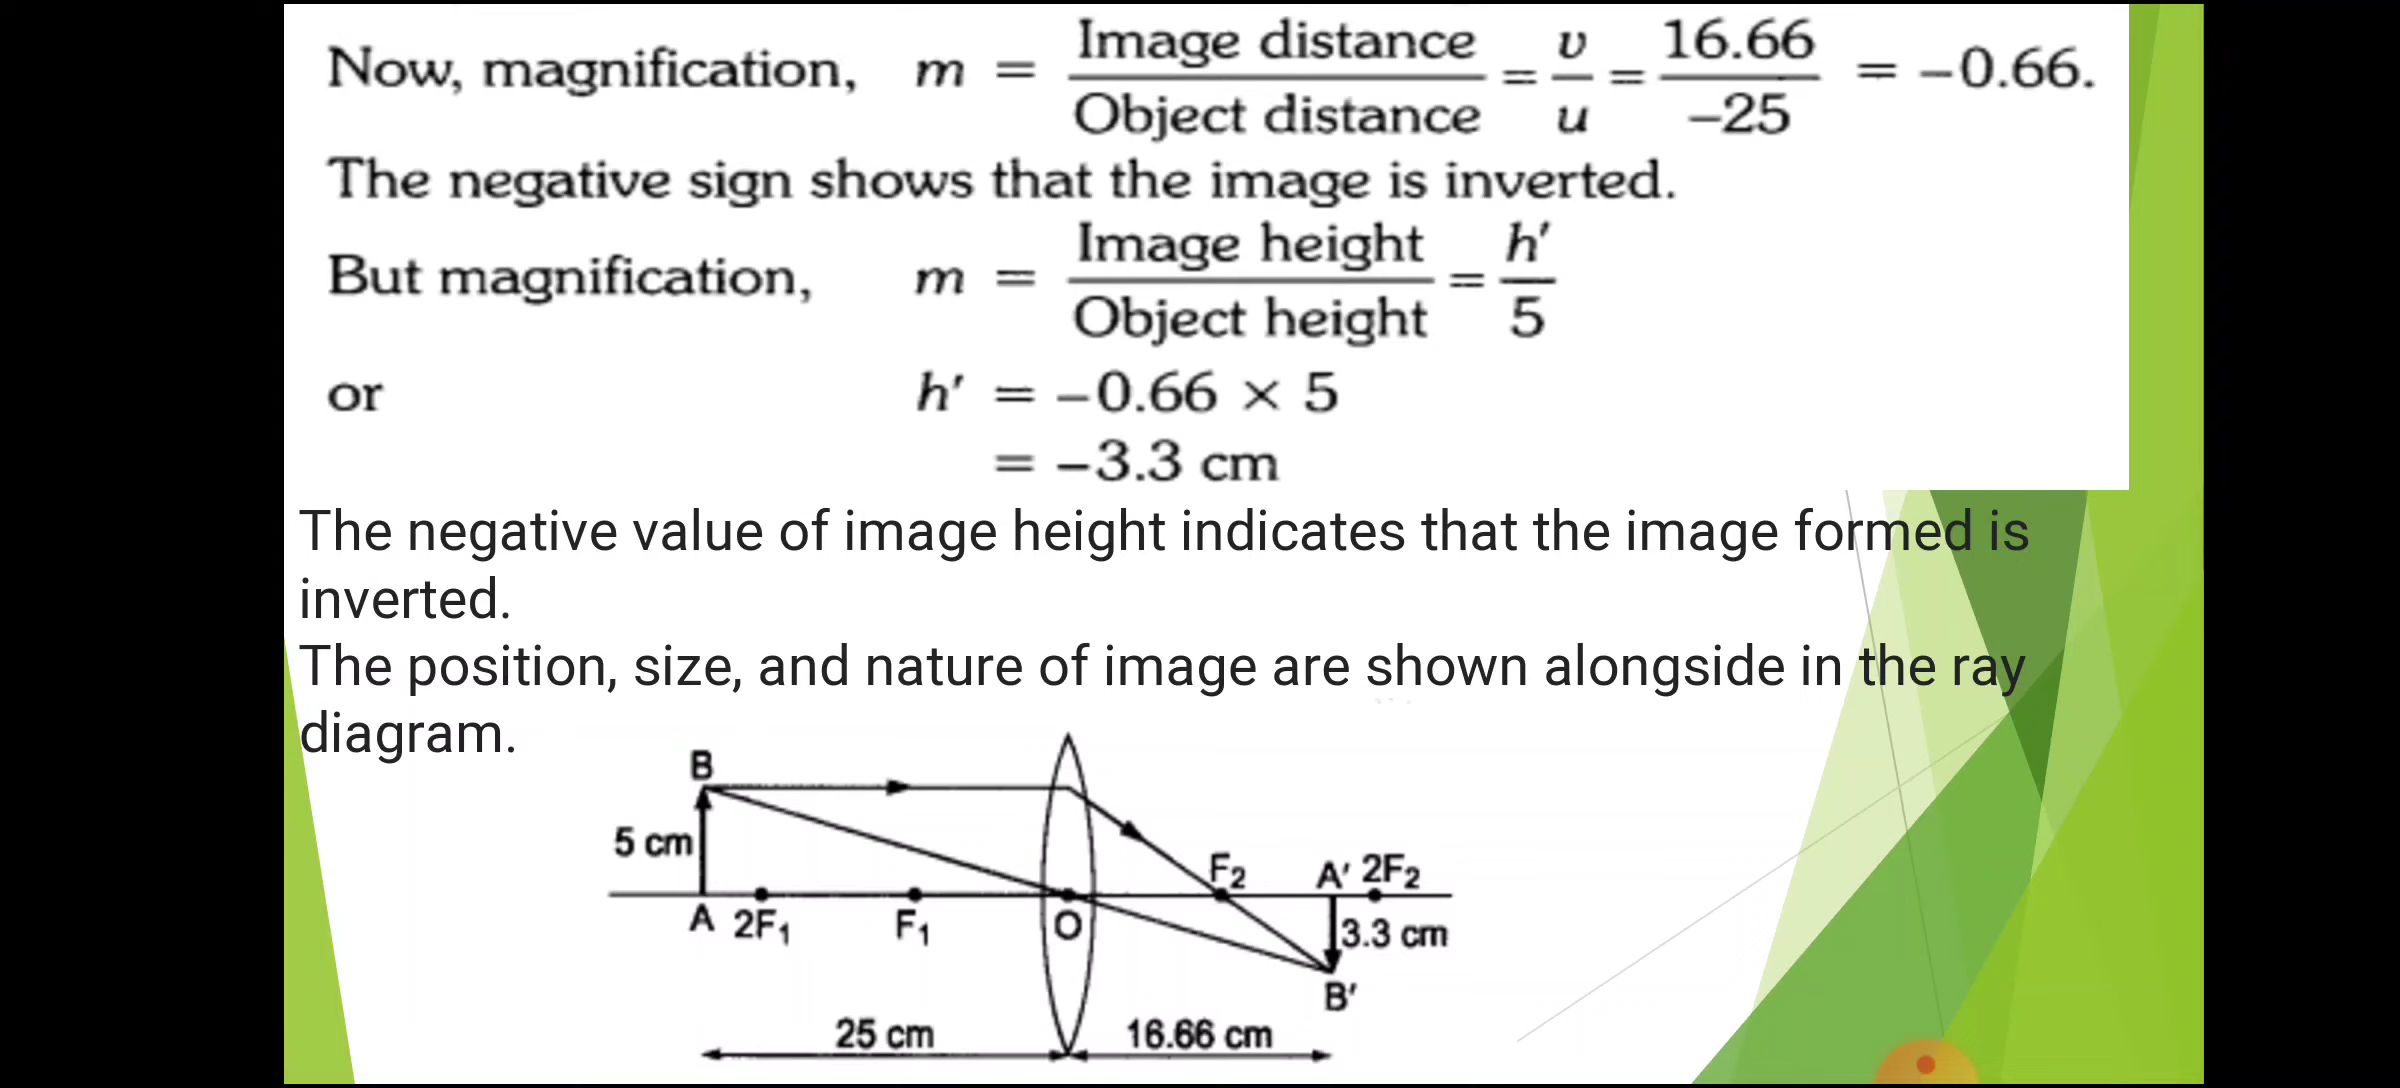 Now, magnification, m = Image distance / Object distance = v / u = 16.66 / –25 = –0.66.
The negative sign shows that the image is inverted.
But magnification, m = Image height / Object height = h′ / 5
or h′ = –0.66 × 5
= –3.3 cm
The negative value of image height indicates that the image formed is
inverted.
The position, size, and nature of image are shown alongside in the ray
diagram.
B
5 cm
F₂ A′ 2F₂
A 2F₁ F₁ O 3.3 cm
B′
25 cm 16.66 cm